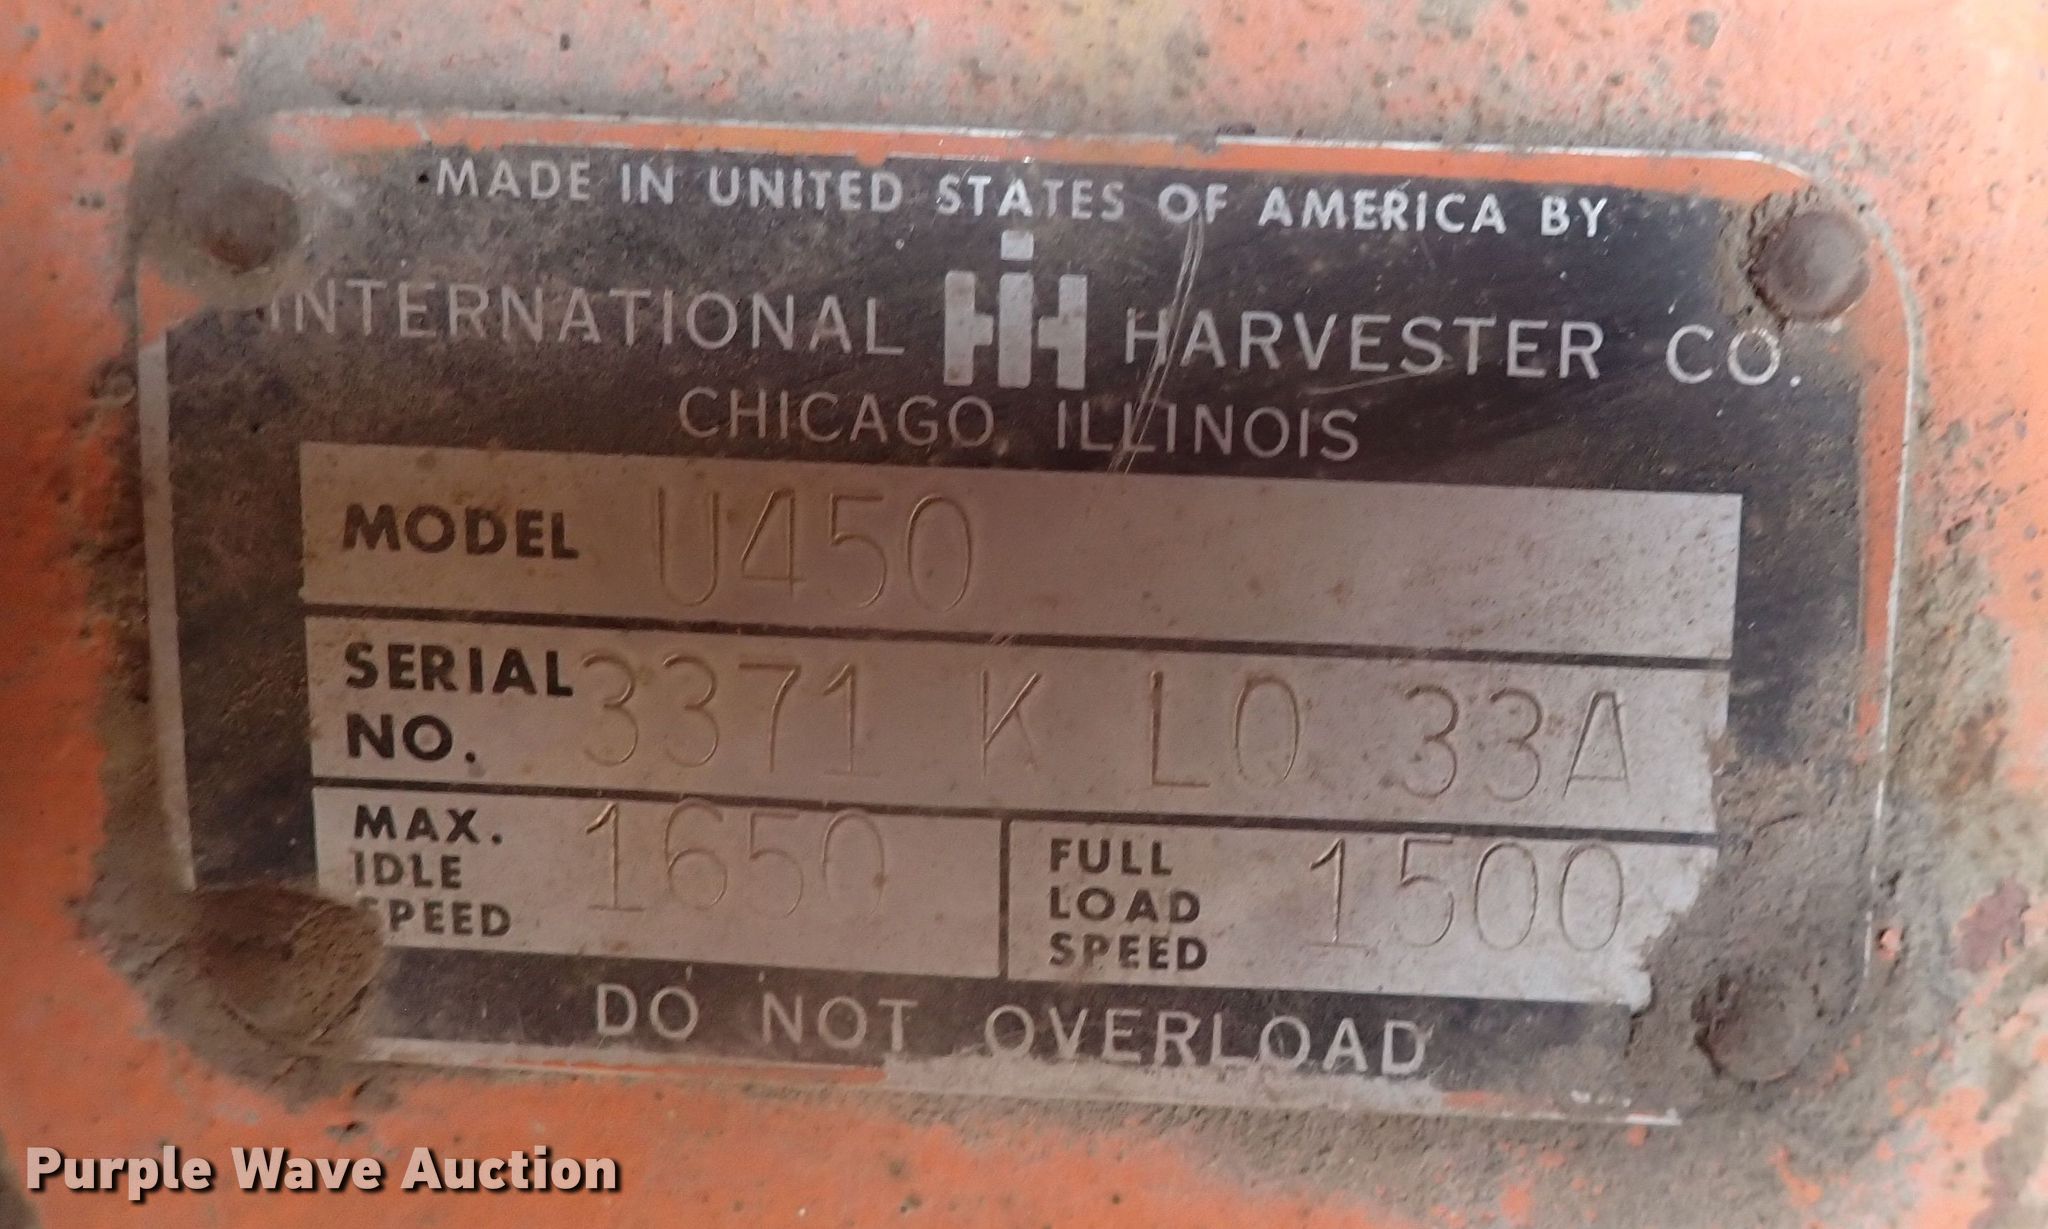 MADE IN UNITED STATES OF AMERICA BY
INTERNATIONAL IH HARVESTER CO.
CHICAGO, ILLINOIS
MODEL U450
SERIAL NO. 3371 K LO 33A
MAX. IDLE SPEED 1650
FULL LOAD SPEED 1500
DO NOT OVERLOAD
Purple Wave Auction